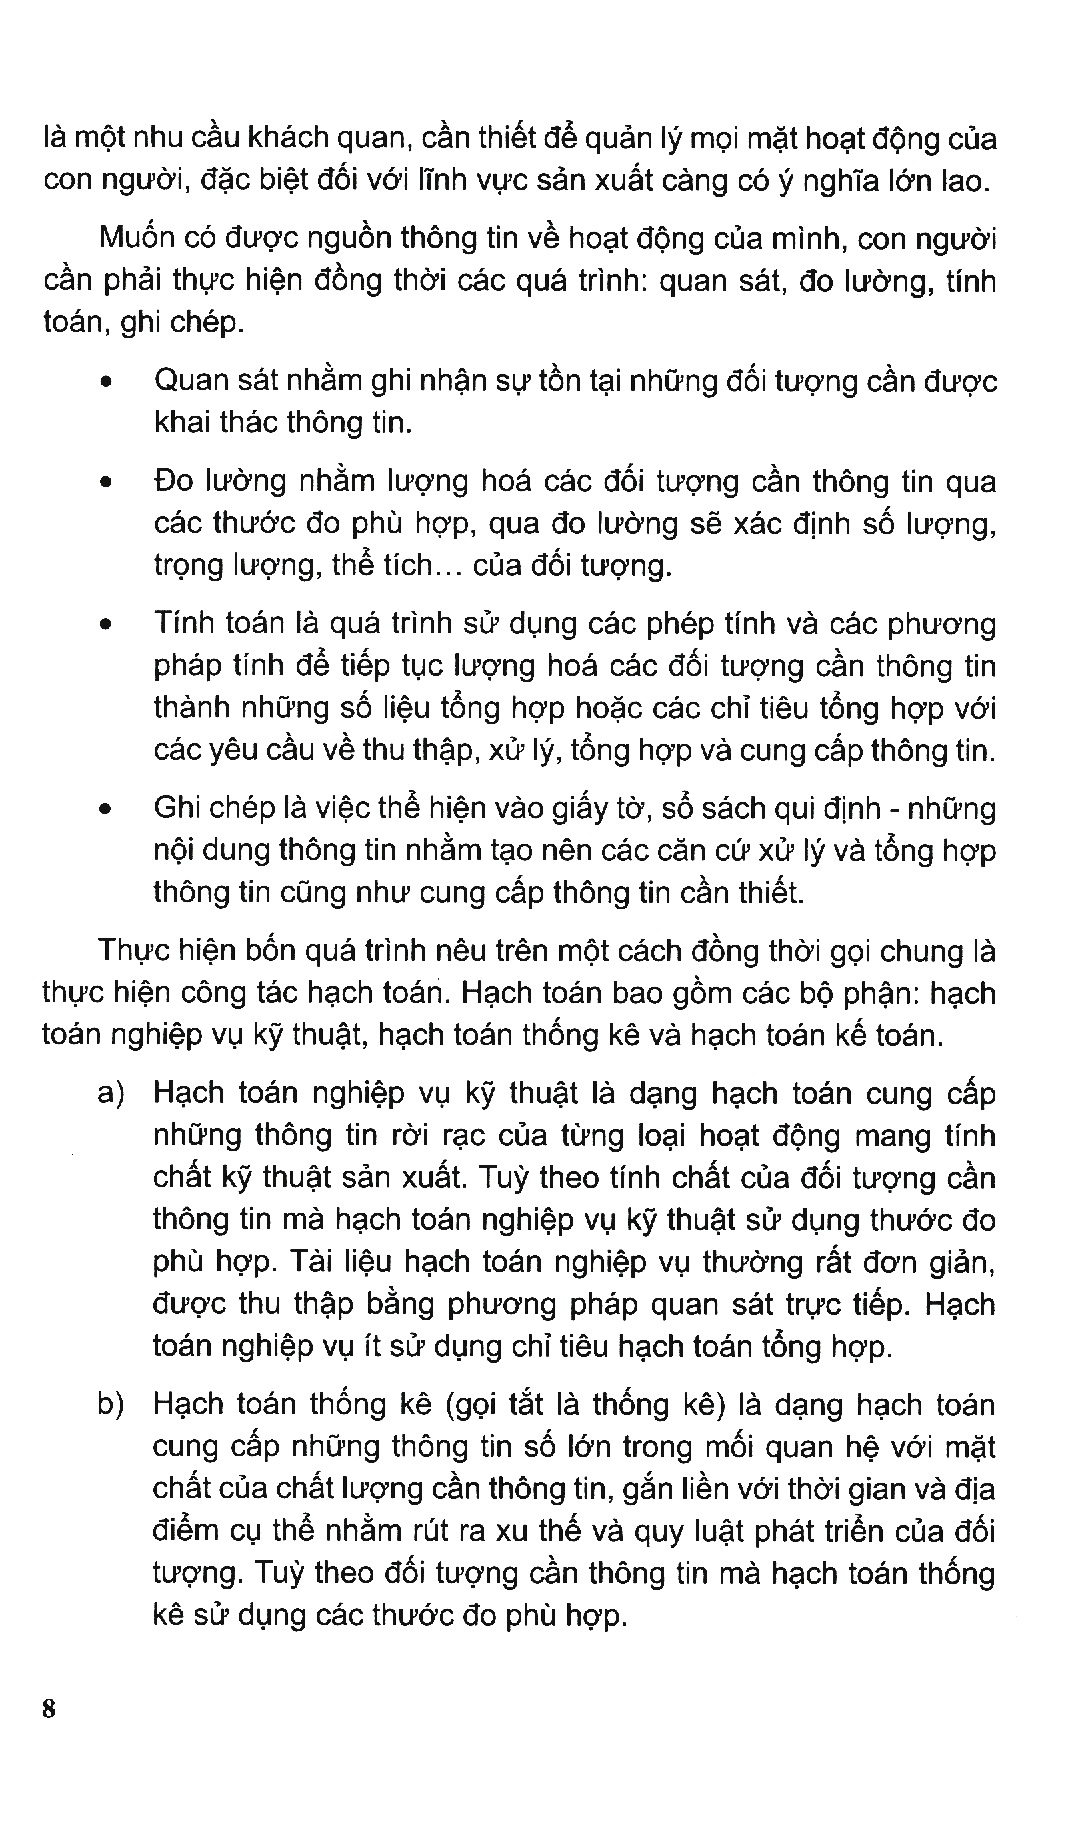 là một nhu cầu khách quan, cần thiết để quản lý mọi mặt hoạt động của
con người, đặc biệt đối với lĩnh vực sản xuất càng có ý nghĩa lớn lao.
Muốn có được nguồn thông tin về hoạt động của mình, con người
cần phải thực hiện đồng thời các quá trình: quan sát, đo lường, tính
toán, ghi chép.
• Quan sát nhằm ghi nhận sự tồn tại những đối tượng cần được
khai thác thông tin.
• Đo lường nhằm lượng hoá các đối tượng cần thông tin qua
các thước đo phù hợp, qua đo lường sẽ xác định số lượng,
trọng lượng, thể tích... của đối tượng.
• Tính toán là quá trình sử dụng các phép tính và các phương
pháp tính để tiếp tục lượng hoá các đối tượng cần thông tin
thành những số liệu tổng hợp hoặc các chỉ tiêu tổng hợp với
các yêu cầu về thu thập, xử lý, tổng hợp và cung cấp thông tin.
• Ghi chép là việc thể hiện vào giấy tờ, sổ sách qui định - những
nội dung thông tin nhằm tạo nên các căn cứ xử lý và tổng hợp
thông tin cũng như cung cấp thông tin cần thiết.
Thực hiện bốn quá trình nêu trên một cách đồng thời gọi chung là
thực hiện công tác hạch toán. Hạch toán bao gồm các bộ phận: hạch
toán nghiệp vụ kỹ thuật, hạch toán thống kê và hạch toán kế toán.
a) Hạch toán nghiệp vụ kỹ thuật là dạng hạch toán cung cấp
những thông tin rời rạc của từng loại hoạt động mang tính
chất kỹ thuật sản xuất. Tuỳ theo tính chất của đối tượng cần
thông tin mà hạch toán nghiệp vụ kỹ thuật sử dụng thước đo
phù hợp. Tài liệu hạch toán nghiệp vụ thường rất đơn giản,
được thu thập bằng phương pháp quan sát trực tiếp. Hạch
toán nghiệp vụ ít sử dụng chỉ tiêu hạch toán tổng hợp.
b) Hạch toán thống kê (gọi tắt là thống kê) là dạng hạch toán
cung cấp những thông tin số lớn trong mối quan hệ với mặt
chất của chất lượng cần thông tin, gắn liền với thời gian và địa
điểm cụ thể nhằm rút ra xu thế và quy luật phát triển của đối
tượng. Tuỳ theo đối tượng cần thông tin mà hạch toán thống
kê sử dụng các thước đo phù hợp.
8